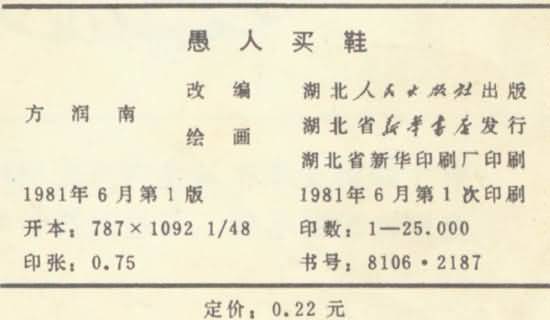 愚人买鞋
方润南 改编 绘画
湖北人民出版社出版
湖北省新华书店发行
湖北省新华印刷厂印刷
1981年6月第1版 1981年6月第1次印刷
开本：787×1092 1/48 印数：1—25.000
印张：0.75 书号：8106·2187
定价：0.22元